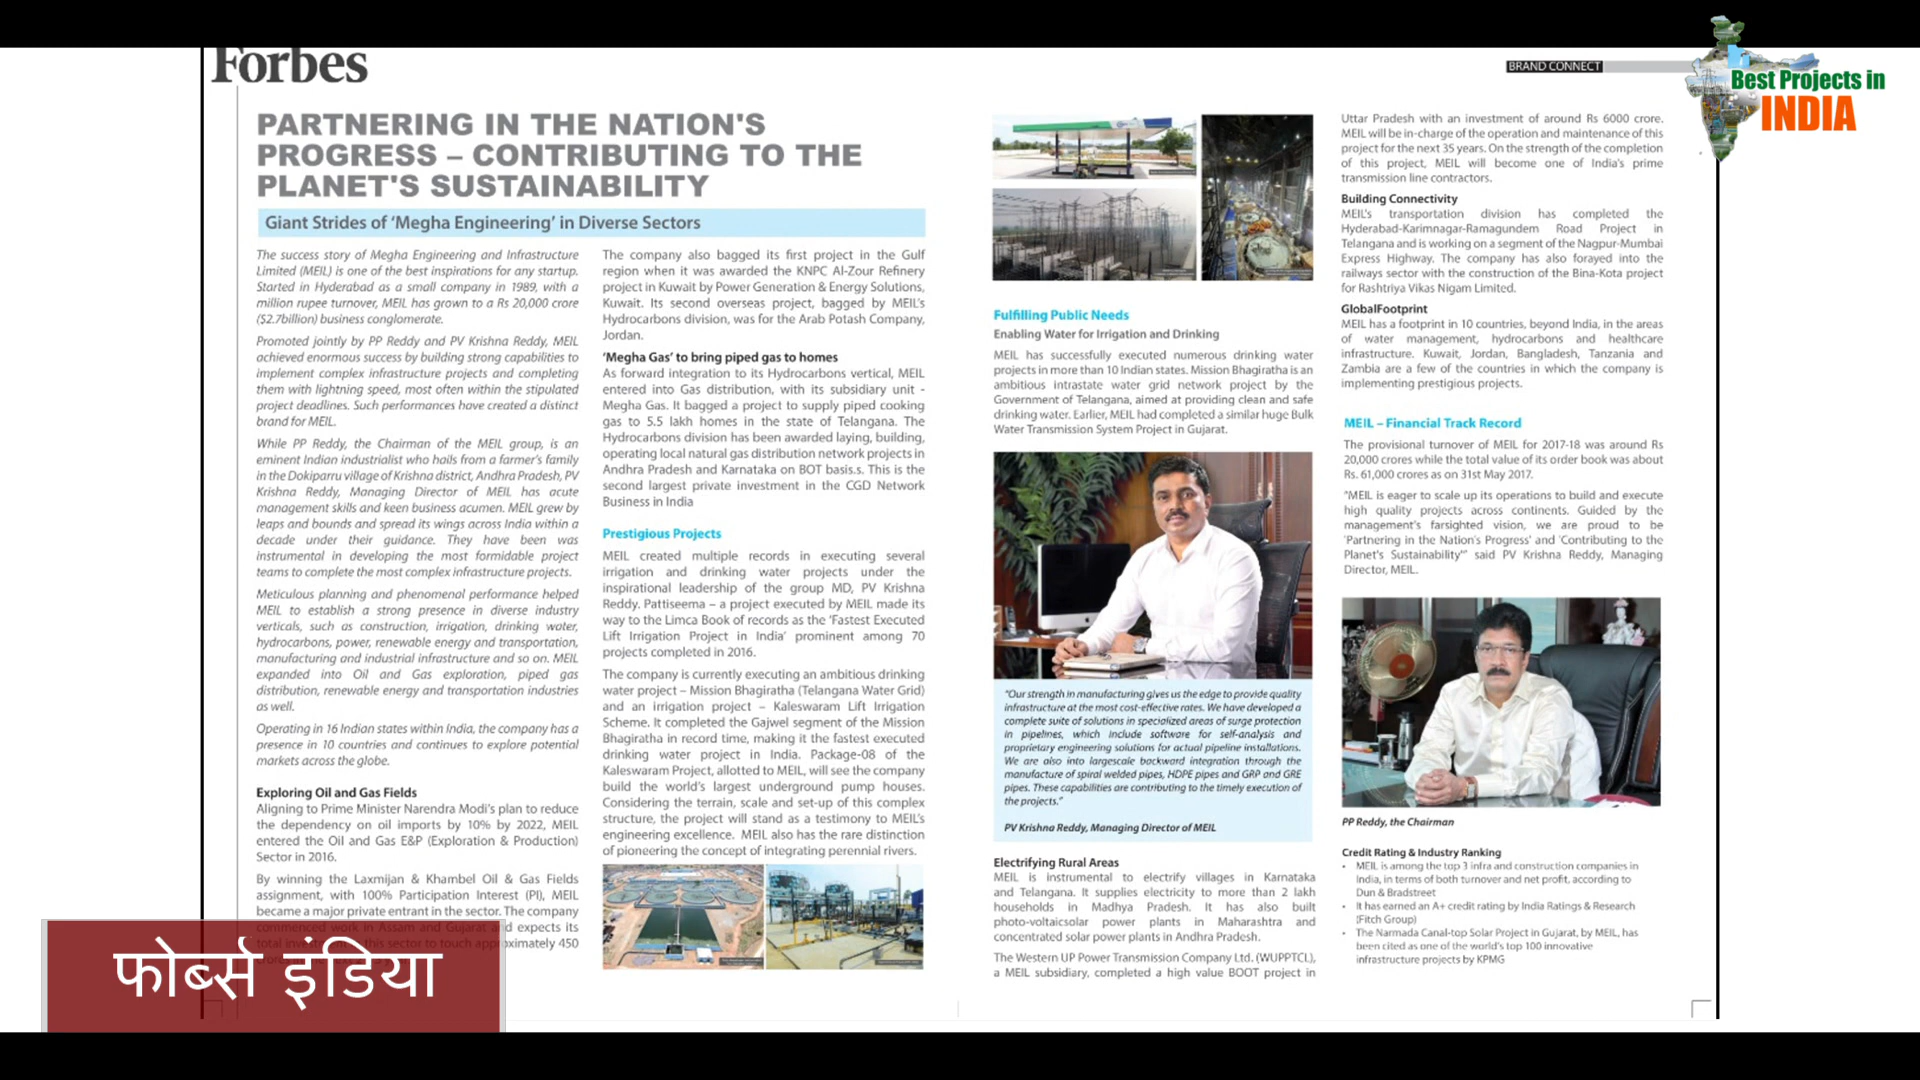 Forbes
BRAND CONNECT
Best Projects in
INDIA
PARTNERING IN THE NATION'S
PROGRESS – CONTRIBUTING TO THE
PLANET'S SUSTAINABILITY
Giant Strides of ‘Megha Engineering’ in Diverse Sectors
The success story of Megha Engineering and Infrastructure
Limited (MEIL) is one of the best inspirations for any startup.
Started in Hyderabad as a small company in 1989, with a
million rupee turnover, MEIL has grown to a Rs 20,000 crore
($2.7billion) business conglomerate.
Promoted jointly by PP Reddy and PV Krishna Reddy, MEIL
achieved enormous success by building strong capabilities to
implement complex infrastructure projects and completing
them with lightning speed, most often within the stipulated
project deadlines. Such performances have created a distinct
brand for MEIL.
While PP Reddy, the Chairman of the MEIL group, is an
eminent Indian industrialist who hails from a farmer's family
in the Dokiparru village of Krishna district, Andhra Pradesh, PV
Krishna Reddy, Managing Director of MEIL has acute
management skills and keen business acumen. MEIL grew by
leaps and bounds and spread its wings across India within a
decade under their guidance. They have been was
instrumental in developing the most formidable project
teams to complete the most complex infrastructure projects.
Meticulous planning and phenomenal performance helped
MEIL to establish a strong presence in diverse industry
verticals, such as construction, irrigation, drinking water,
hydrocarbons, power, renewable energy and transportation,
manufacturing and industrial infrastructure and so on. MEIL
expanded into Oil and Gas exploration, piped gas
distribution, renewable energy and transportation industries
as well.
Operating in 16 Indian states within India, the company has a
presence in 10 countries and continues to explore potential
markets across the globe.
Exploring Oil and Gas Fields
Aligning to Prime Minister Narendra Modi's plan to reduce
the dependency on oil imports by 10% by 2022, MEIL
entered the Oil and Gas E&P (Exploration & Production)
Sector in 2016.
By winning the Laxmijan & Khambel Oil & Gas Fields
assignment, with 100% Participation Interest (PI), MEIL
became a major private entrant in the sector. The company
commenced work in Assam and Gujarat and expects its
total investment in this sector to touch approximately 450
फोर्ब्स इंडिया
The company also bagged its first project in the Gulf
region when it was awarded the KNPC Al-Zour Refinery
project in Kuwait by Power Generation & Energy Solutions,
Kuwait. Its second overseas project, bagged by MEIL's
Hydrocarbons division, was for the Arab Potash Company,
Jordan.
‘Megha Gas’ to bring piped gas to homes
As forward integration to its Hydrocarbons vertical, MEIL
entered into Gas distribution, with its subsidiary unit -
Megha Gas. It bagged a project to supply piped cooking
gas to 5.5 lakh homes in the state of Telangana. The
Hydrocarbons division has been awarded laying, building,
operating local natural gas distribution network projects in
Andhra Pradesh and Karnataka on BOT basis.s. This is the
second largest private investment in the CGD Network
Business in India
Prestigious Projects
MEIL created multiple records in executing several
irrigation and drinking water projects under the
inspirational leadership of the group MD, PV Krishna
Reddy. Pattiseema – a project executed by MEIL made its
way to the Limca Book of records as the ‘Fastest Executed
Lift Irrigation Project in India’ prominent among 70
projects completed in 2016.
The company is currently executing an ambitious drinking
water project – Mission Bhagiratha (Telangana Water Grid)
and an irrigation project – Kaleswaram Lift Irrigation
Scheme. It completed the Gajwel segment of the Mission
Bhagiratha in record time, making it the fastest executed
drinking water project in India. Package-08 of the
Kaleswaram Project, allotted to MEIL, will see the company
build the world's largest underground pump houses.
Considering the terrain, scale and set-up of this complex
structure, the project will stand as a testimony to MEIL's
engineering excellence. MEIL also has the rare distinction
of pioneering the concept of integrating perennial rivers.
Fulfilling Public Needs
Enabling Water for Irrigation and Drinking
MEIL has successfully executed numerous drinking water
projects in more than 10 Indian states. Mission Bhagiratha is an
ambitious intrastate water grid network project by the
Government of Telangana, aimed at providing clean and safe
drinking water. Earlier, MEIL had completed a similar huge Bulk
Water Transmission System Project in Gujarat.
"Our strength in manufacturing gives us the edge to provide quality
infrastructure at the most cost-effective rates. We have developed a
complete suite of solutions in specialized areas of surge protection
in pipelines, which include software for self-analysis and
proprietary engineering solutions for actual pipeline installations.
We are also into largescale backward integration through the
manufacture of spiral welded pipes, HDPE pipes and GRP and GRE
pipes. These capabilities are contributing to the timely execution of
the projects."
PV Krishna Reddy, Managing Director of MEIL
Electrifying Rural Areas
MEIL is instrumental to electrify villages in Karnataka
and Telangana. It supplies electricity to more than 2 lakh
households in Madhya Pradesh. It has also built
photo-voltaicsolar power plants in Maharashtra and
concentrated solar power plants in Andhra Pradesh.
The Western UP Power Transmission Company Ltd. (WUPPTCL),
a MEIL subsidiary, completed a high value BOOT project in
Uttar Pradesh with an investment of around Rs 6000 crore.
MEIL will be in-charge of the operation and maintenance of this
project for the next 35 years. On the strength of the completion
of this project, MEIL will become one of India's prime
transmission line contractors.
Building Connectivity
MEIL's transportation division has completed the
Hyderabad-Karimnagar-Ramagundem Road Project in
Telangana and is working on a segment of the Nagpur-Mumbai
Express Highway. The company has also forayed into the
railways sector with the construction of the Bina-Kota project
for Rashtriya Vikas Nigam Limited.
GlobalFootprint
MEIL has a footprint in 10 countries, beyond India, in the areas
of water management, hydrocarbons and healthcare
infrastructure. Kuwait, Jordan, Bangladesh, Tanzania and
Zambia are a few of the countries in which the company is
implementing prestigious projects.
MEIL – Financial Track Record
The provisional turnover of MEIL for 2017-18 was around Rs
20,000 crores while the total value of its order book was about
Rs. 61,000 crores as on 31st May 2017.
"MEIL is eager to scale up its operations to build and execute
high quality projects across continents. Guided by the
management's farsighted vision, we are proud to be
'Partnering in the Nation's Progress' and 'Contributing to the
Planet's Sustainability'" said PV Krishna Reddy, Managing
Director, MEIL.
PP Reddy, the Chairman
Credit Rating & Industry Ranking
• MEIL is among the top 3 infra and construction companies in
India, in terms of both turnover and net profit, according to
Dun & Bradstreet
• It has earned an A+ credit rating by India Ratings & Research
(Fitch Group)
• The Narmada Canal-top Solar Project in Gujarat, by MEIL, has
been cited as one of the world's top 100 innovative
infrastructure projects by KPMG